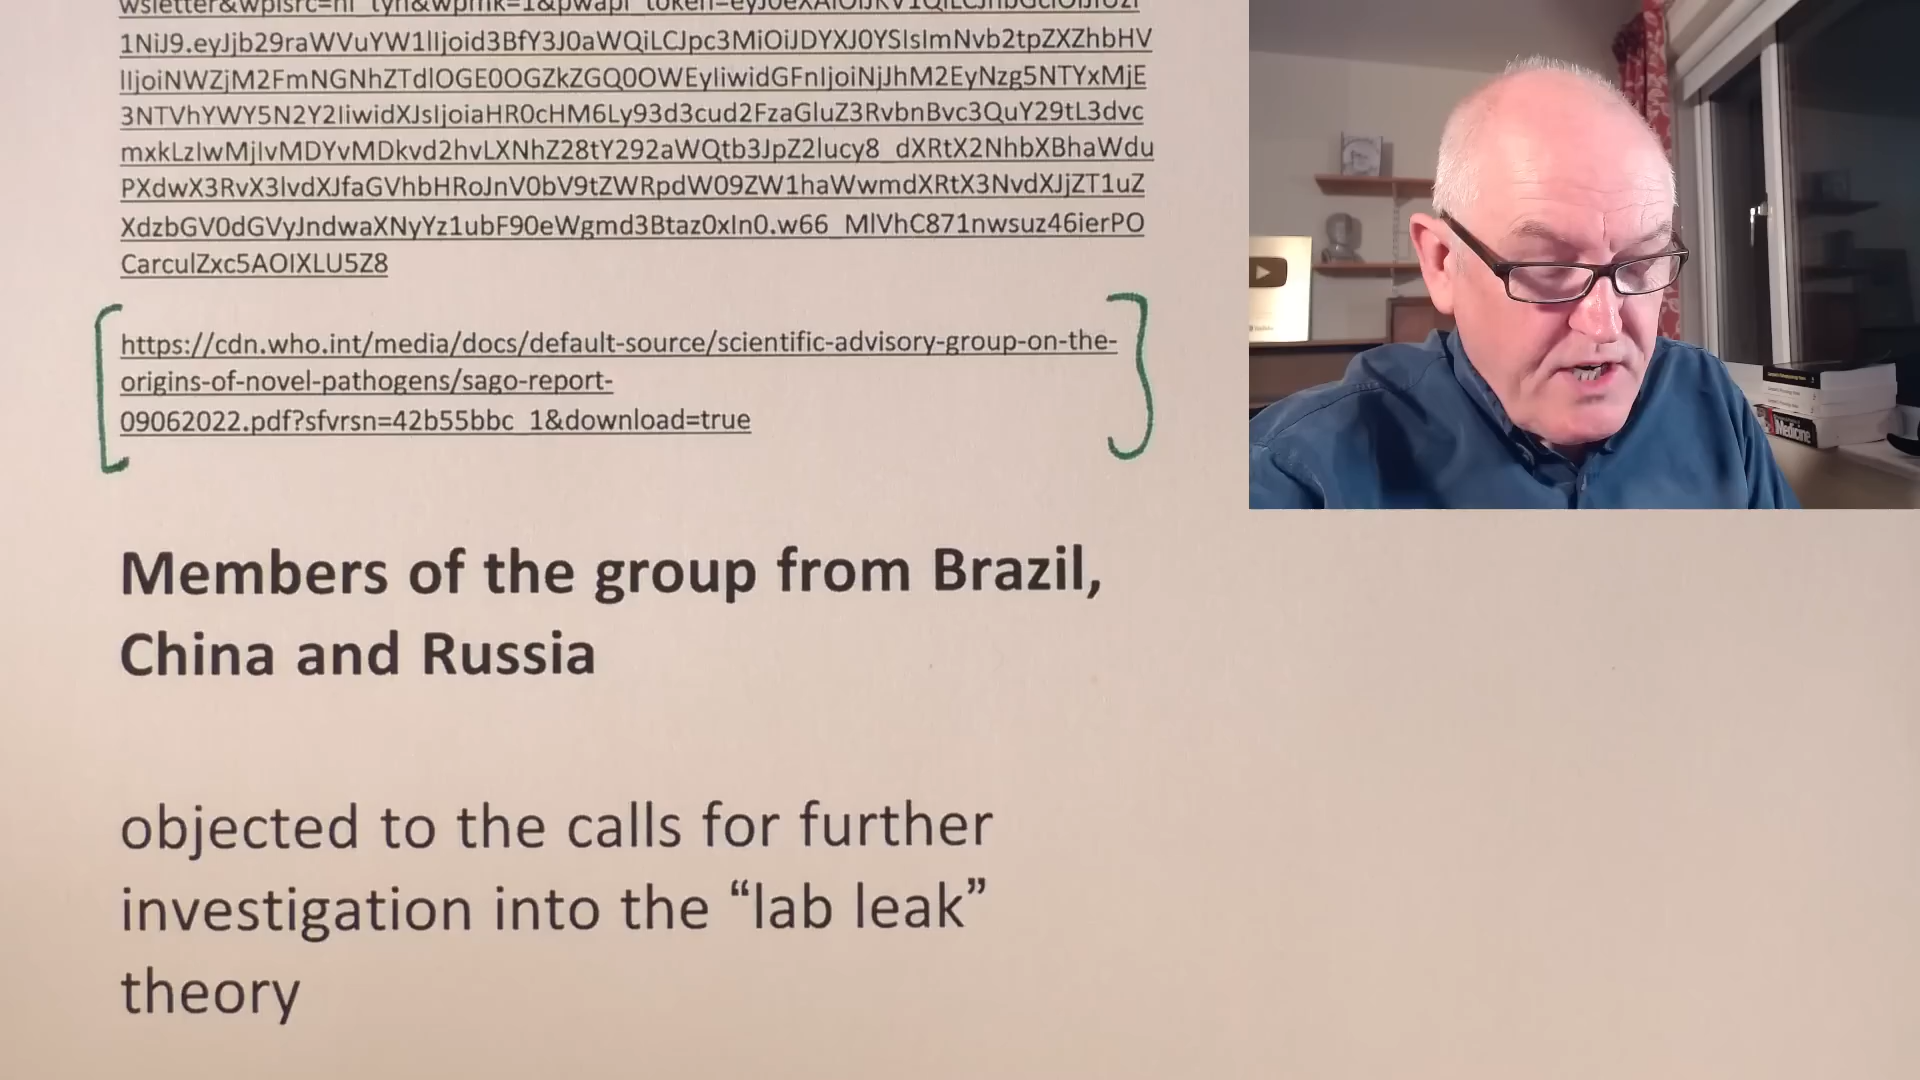 1NiJ9.eyJjb29raWVuYW1lIjoid3BfY3J0aWQiLCJpc3MiOiJDYXJ0YSIsImNvb2tpZXZhbHV
lIjoiNWZjM2FmNGNhZTdlOGE0OGZkZGQ0OWEyIiwidGFnIjoiNjJhM2EyNzg5NTYxMjE
3NTVhYWY5N2Y2IiwidXJsIjoiaHR0cHM6Ly93d3cud2FzaGluZ3RvbnBvc3QuY29tL3dvc
mxkLzIwMjIvMDYvMDkvd2hvLXNhZ28tY292aWQtb3JpZ2lucy8_dXRtX2NhbXBhaWdu
PXdwX3RvX3lvdXJfaGVhbHRoJnV0bV9tZWRpdW09ZW1haWwmdXRtX3NvdXJjZT1uZ
XdzbGV0dGVyJndwaXNyYz1ubF90eWgmd3Btaz0xIn0.w66_MlVhC871nwsuz46ierPO
CarculZxc5AOIXLU5Z8
https://cdn.who.int/media/docs/default-source/scientific-advisory-group-on-the-
origins-of-novel-pathogens/sago-report-
09062022.pdf?sfvrsn=42b55bbc_1&download=true
Members of the group from Brazil,
China and Russia
objected to the calls for further
investigation into the “lab leak”
theory
Medicine